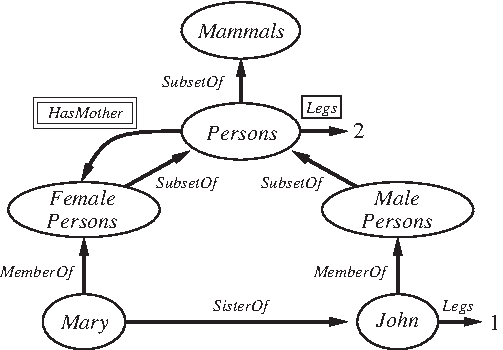 Mammals
SubsetOf
HasMother
Legs
Persons
2
SubsetOf
SubsetOf
Female
Persons
Male
Persons
MemberOf
MemberOf
SisterOf
Legs
Mary
John
1